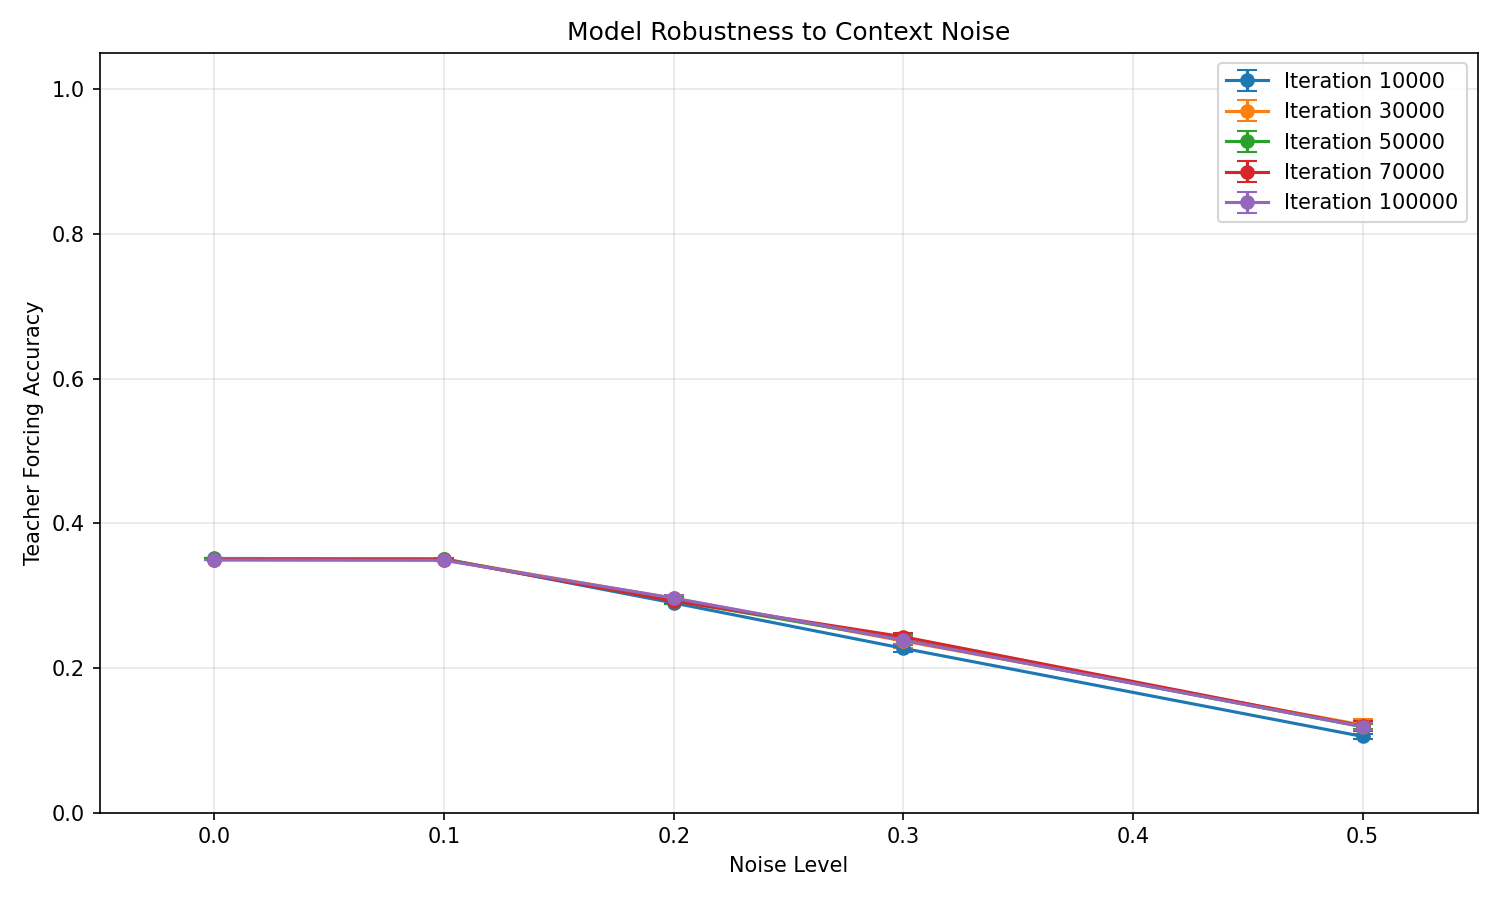 Model Robustness to Context Noise
Iteration 10000
Iteration 30000
Iteration 50000
Iteration 70000
Iteration 100000
Teacher Forcing Accuracy
1.0
0.8
0.6
0.4
0.2
0.0
0.0 0.1 0.2 0.3 0.4 0.5
Noise Level